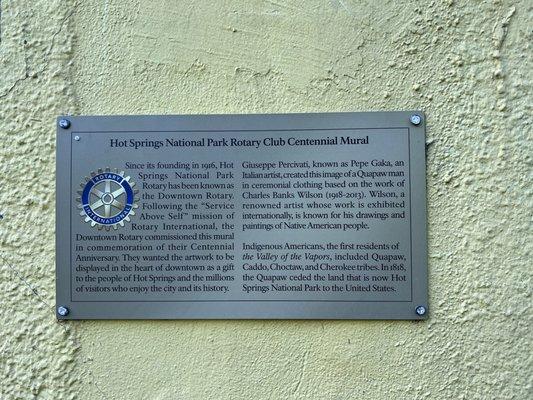 Hot Springs National Park Rotary Club Centennial Mural
Since its founding in 1916, Hot
Springs National Park
Rotary has been known as
the Downtown Rotary.
Following the “Service
Above Self” mission of
Rotary International, the
Downtown Rotary commissioned this mural
in commemoration of their Centennial
Anniversary. They wanted the artwork to be
displayed in the heart of downtown as a gift
to the people of Hot Springs and the millions
of visitors who enjoy the city and its history.
ROTARY
INTERNATIONAL
Giuseppe Percivati, known as Pepe Gaka, an
Italian artist, created this image of a Quapaw man
in ceremonial clothing based on the work of
Charles Banks Wilson (1918-2013). Wilson, a
renowned artist whose work is exhibited
internationally, is known for his drawings and
paintings of Native American people.
Indigenous Americans, the first residents of
the Valley of the Vapors, included Quapaw,
Caddo, Choctaw, and Cherokee tribes. In 1818,
the Quapaw ceded the land that is now Hot
Springs National Park to the United States.